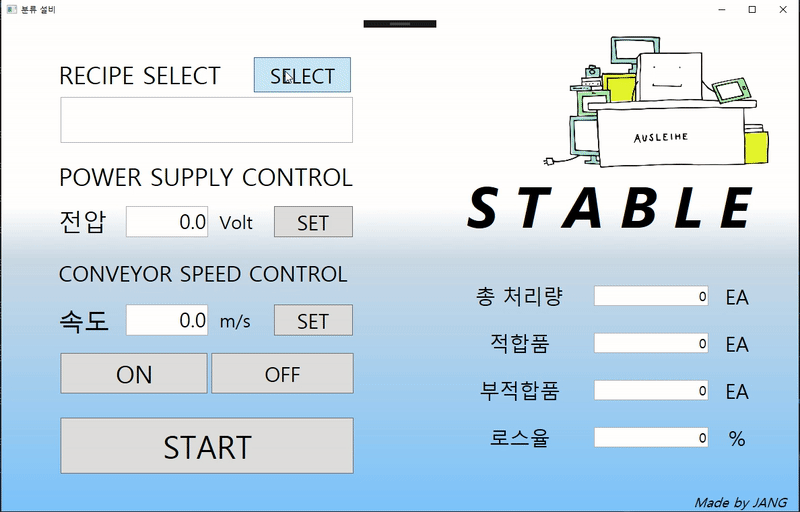 분류 설비
RECIPE SELECT SELECT
POWER SUPPLY CONTROL
전압 0.0 Volt SET
CONVEYOR SPEED CONTROL
속도 0.0 m/s SET
ON OFF
START
AUSLEIHE
STABLE
총 처리량 0 EA
적합품 0 EA
부적합품 0 EA
로스율 0 %
Made by JANG